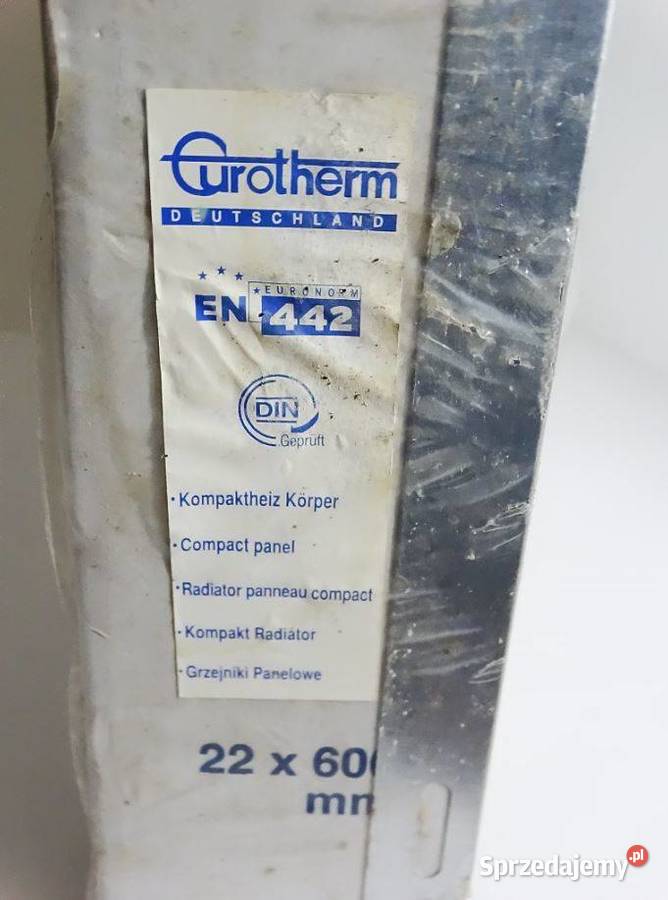 Eurotherm
DEUTSCHLAND
EURONORM
EN 442
DIN
Geprüft
· Kompaktheiz Körper
· Compact panel
· Radiator panneau compact
· Kompakt Radiator
· Grzejniki Panelowe
22 x
Sprzedajemy.pl